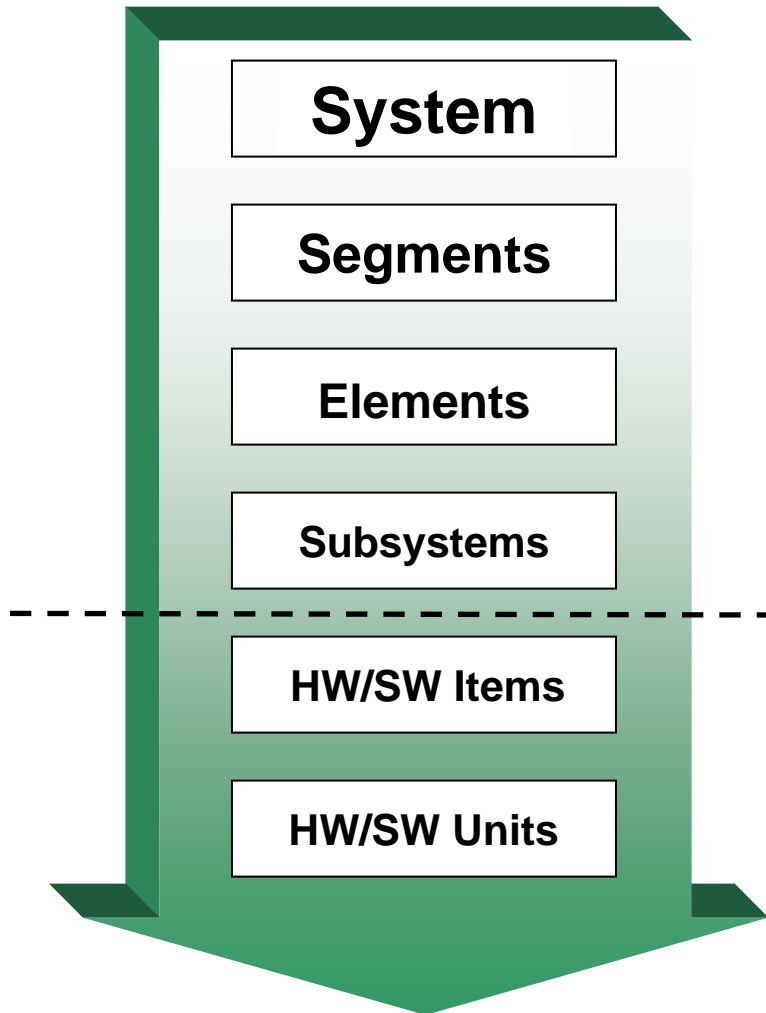 System
Segments
Elements
Subsystems
HW/SW Items
HW/SW Units